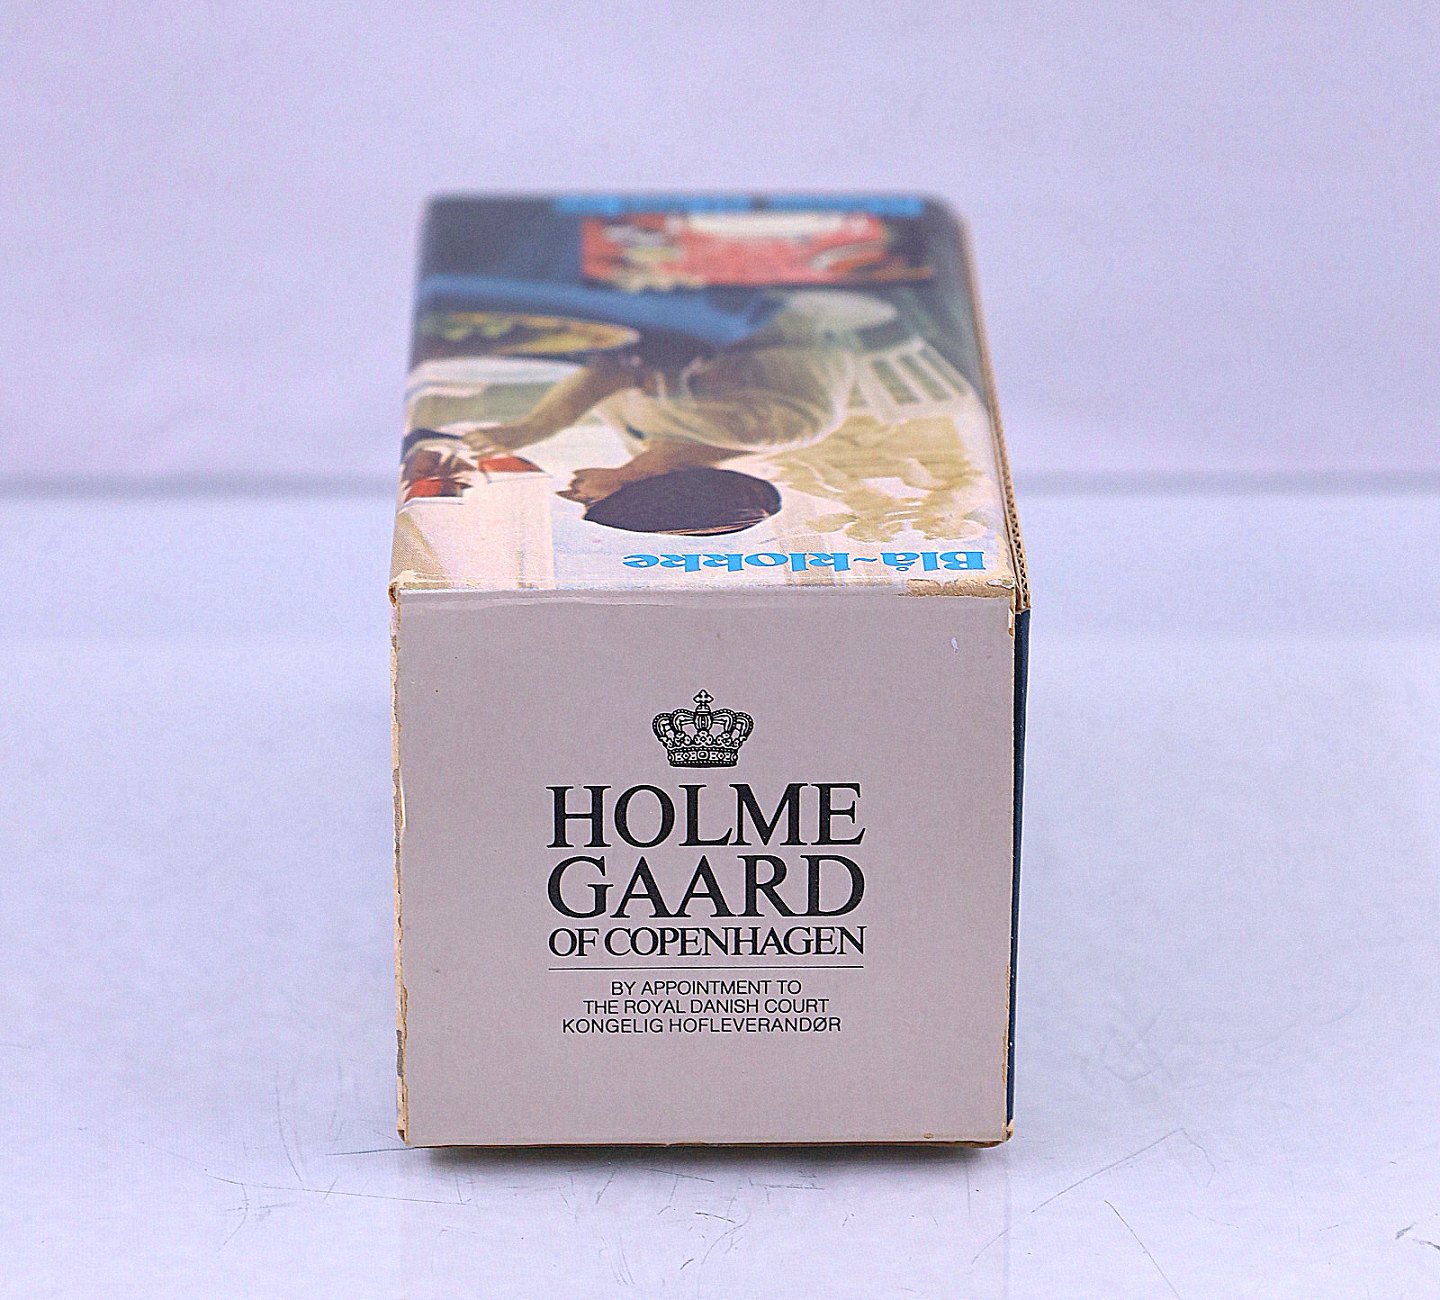 Blå~klokke
HOLME
GAARD
OF COPENHAGEN
BY APPOINTMENT TO
THE ROYAL DANISH COURT
KONGELIG HOFLEVERANDØR